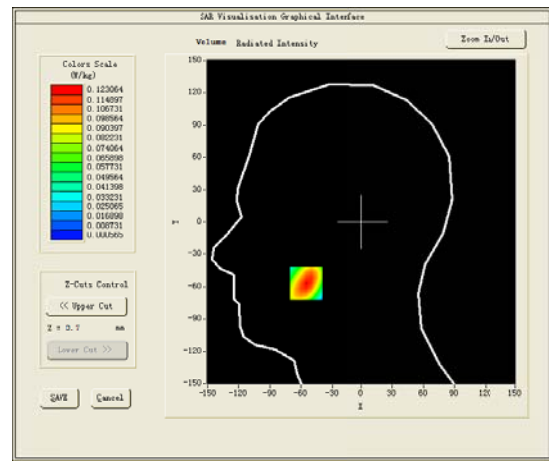 SAR Visualisation Graphical Interface
Volume Radiated Intensity
Zoom In/Out
Colors Scale
(W/kg)
0.123064
0.114897
0.106731
0.098564
0.090397
0.082231
0.074064
0.065898
0.057731
0.049564
0.041398
0.033231
0.025065
0.016898
0.008731
0.000565
Z-Cuts Control
<< Upper Cut
Z = 0.7 mm
Lower Cut >>
SAVE
Cancel
150
120
90
60
30
0
-30
-60
-90
-120
-150
Y
-150 -120 -90 -60 -30 0 30 60 90 120 150
X